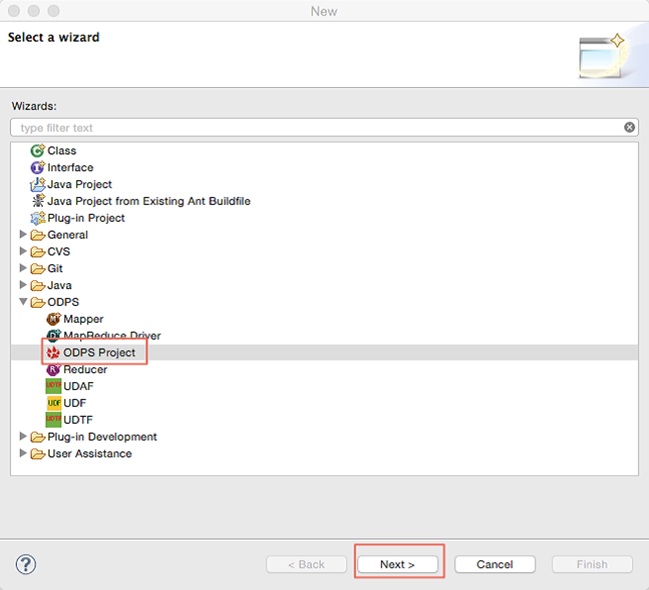 New
Select a wizard
Wizards:
type filter text
Class
Interface
Java Project
Java Project from Existing Ant Buildfile
Plug-in Project
General
CVS
Git
Java
ODPS
Mapper
MapReduce Driver
ODPS Project
Reducer
UDAF
UDF UDF
UDTF
Plug-in Development
User Assistance
? < Back Next > Cancel Finish